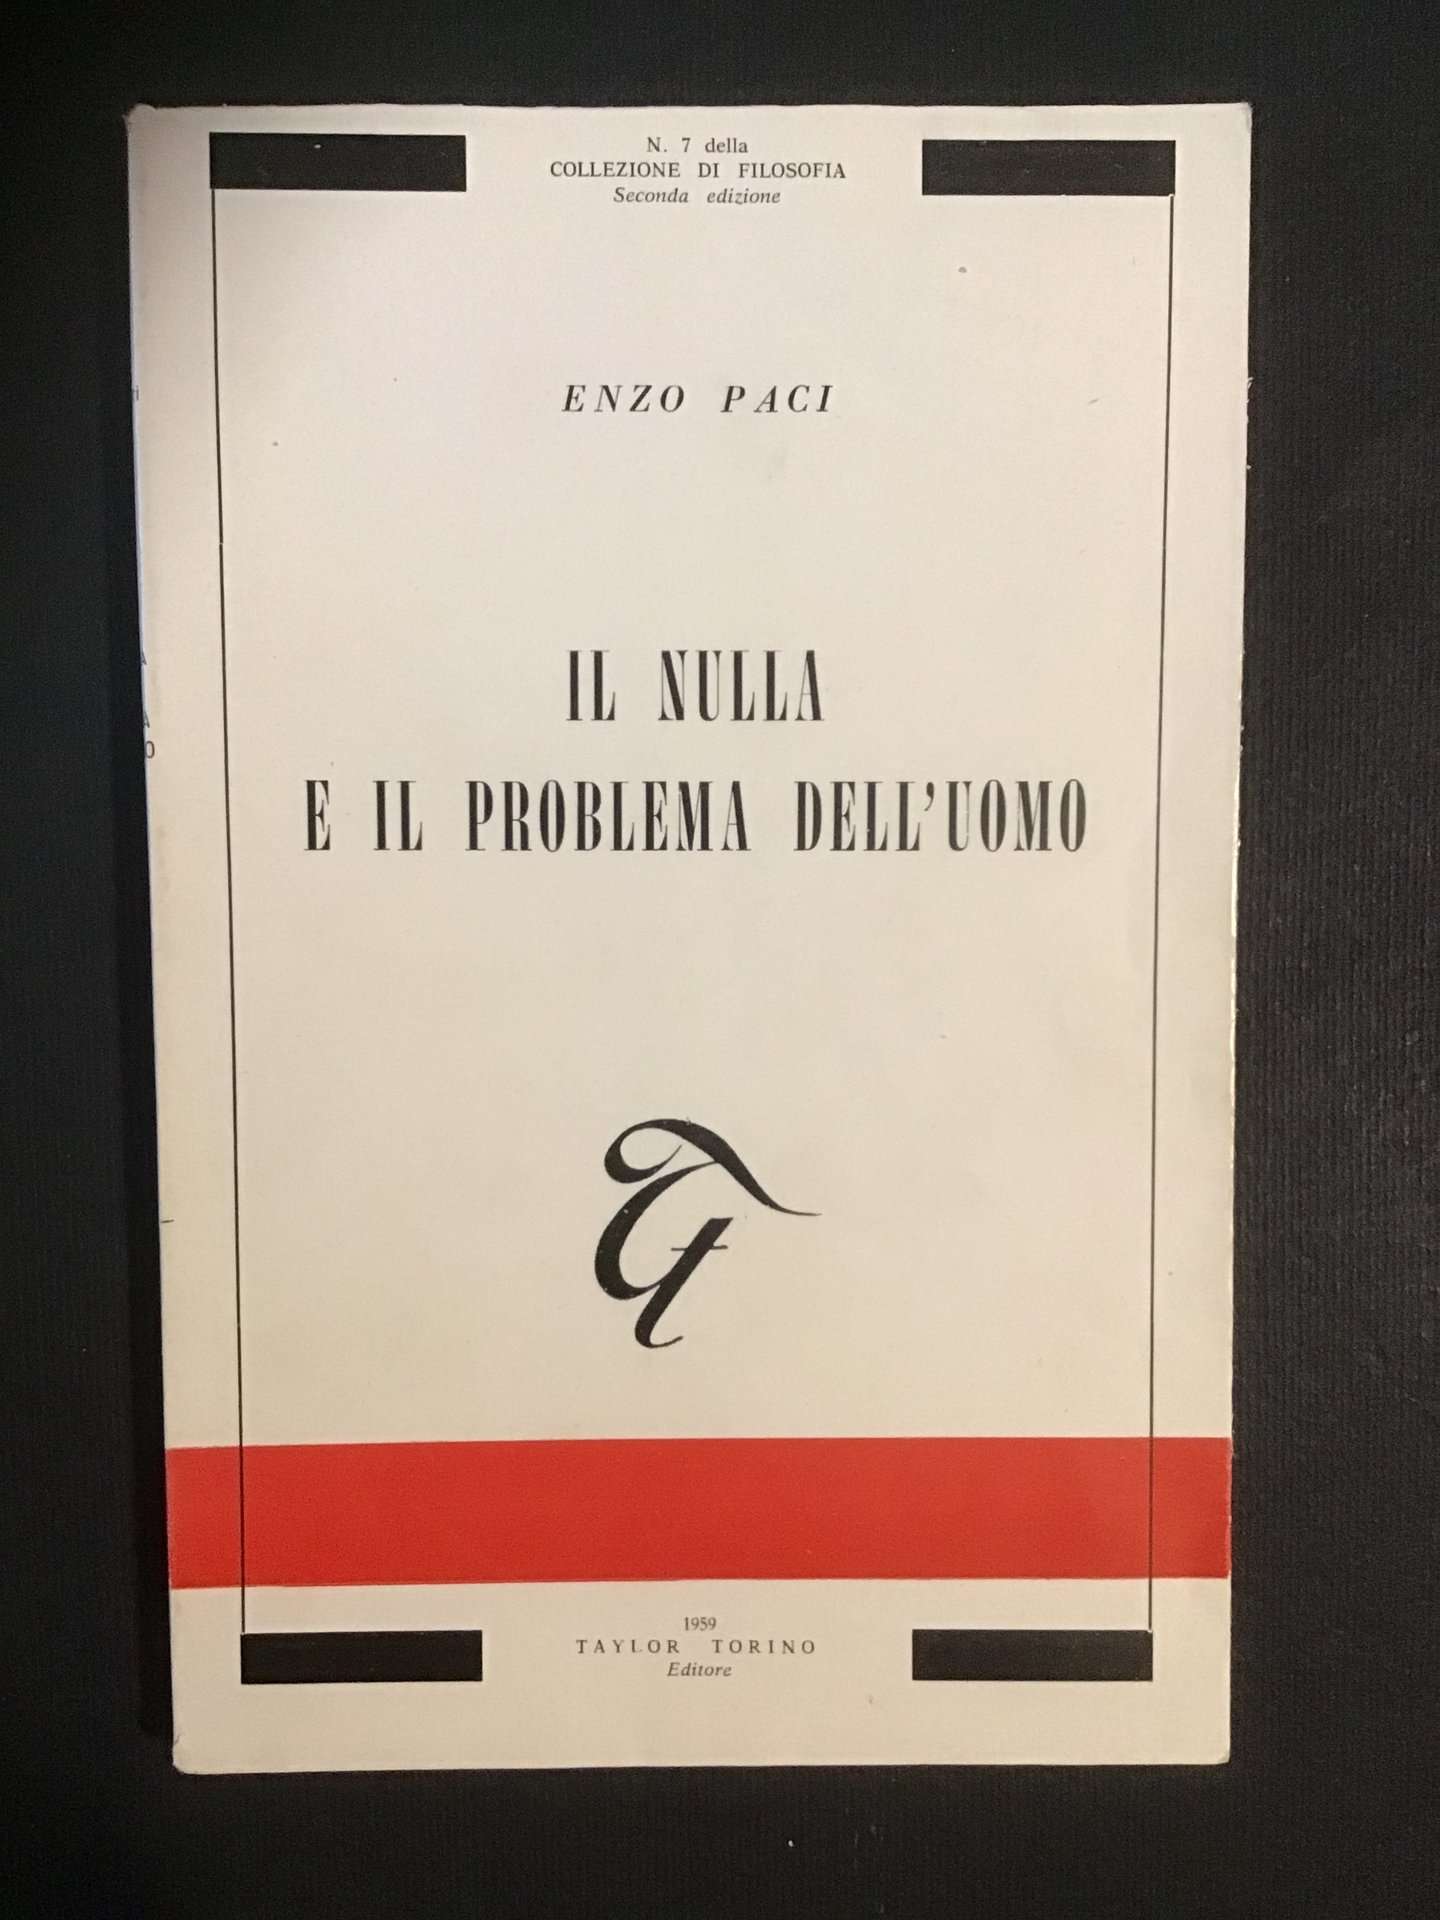 N. 7 della
COLLEZIONE DI FILOSOFIA
Seconda edizione
ENZO PACI
IL NULLA
E IL PROBLEMA DELL'UOMO
1959
TAYLOR TORINO
Editore